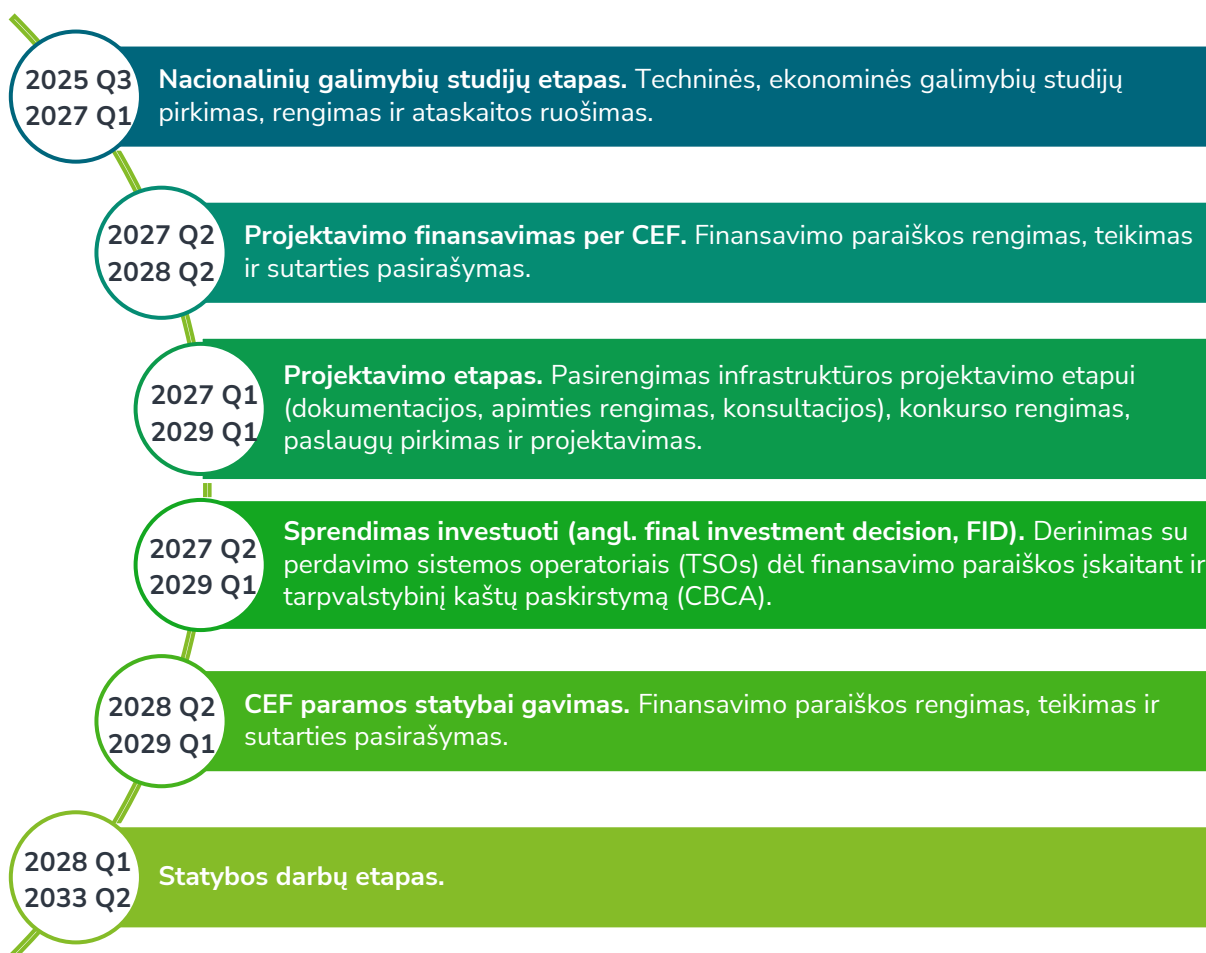 2025 Q3
2027 Q1
Nacionalinių galimybių studijų etapas. Techninės, ekonominės galimybių studijų
pirkimas, rengimas ir ataskaitos ruošimas.
2027 Q2
2028 Q2
Projektavimo finansavimas per CEF. Finansavimo paraiškos rengimas, teikimas
ir sutarties pasirašymas.
2027 Q1
2029 Q1
Projektavimo etapas. Pasirengimas infrastruktūros projektavimo etapui
(dokumentacijos, apimties rengimas, konsultacijos), konkurso rengimas,
paslaugų pirkimas ir projektavimas.
2027 Q2
2029 Q1
Sprendimas investuoti (angl. final investment decision, FID). Derinimas su
perdavimo sistemos operatoriais (TSOs) dėl finansavimo paraiškos įskaitant ir
tarpvalstybinį kaštų paskirstymą (CBCA).
2028 Q2
2029 Q1
CEF paramos statybai gavimas. Finansavimo paraiškos rengimas, teikimas ir
sutarties pasirašymas.
2028 Q1
2033 Q2
Statybos darbų etapas.